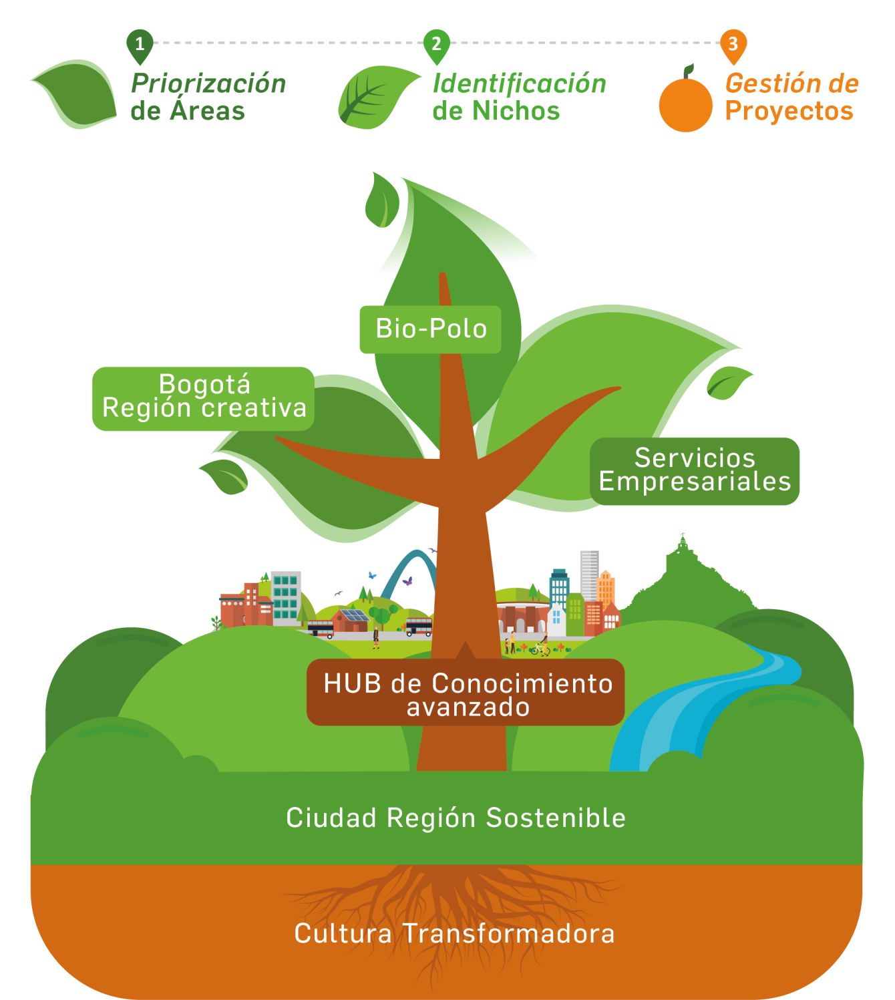 1
Priorización
de Áreas
2
Identificación
de Nichos
3
Gestión de
Proyectos
Bio-Polo
Bogotá
Región creativa
Servicios
Empresariales
HUB de Conocimiento
avanzado
Ciudad Región Sostenible
Cultura Transformadora